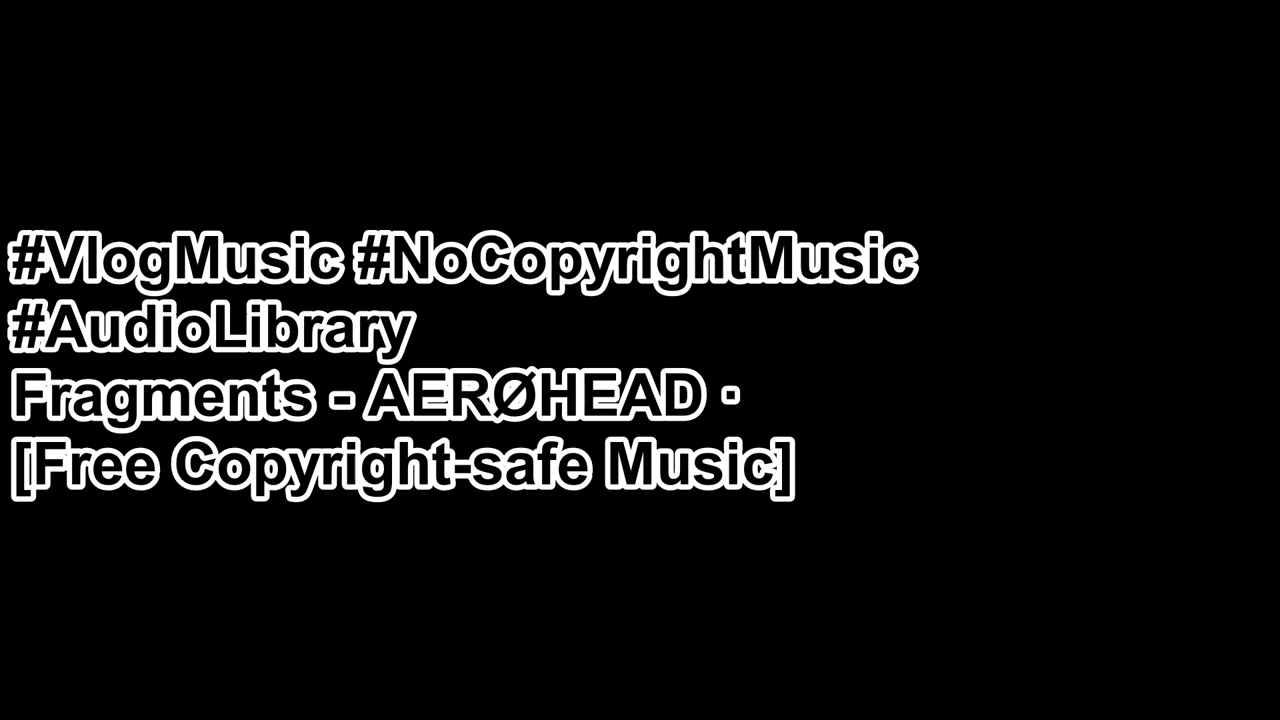 #VlogMusic #NoCopyrightMusic
#AudioLibrary
Fragments - AERØHEAD ·
[Free Copyright-safe Music]